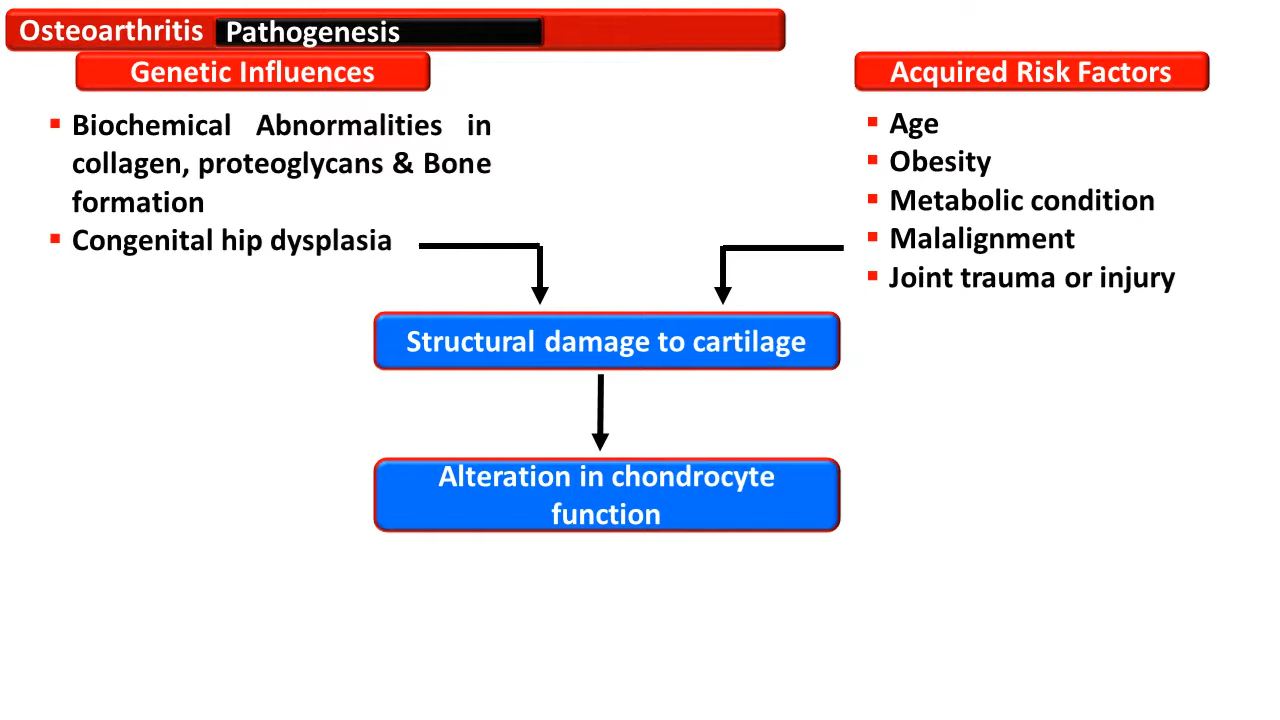 Osteoarthritis Pathogenesis
Genetic Influences
Biochemical Abnormalities in
collagen, proteoglycans & Bone
formation
Congenital hip dysplasia
Acquired Risk Factors
Age
Obesity
Metabolic condition
Malalignment
Joint trauma or injury
Structural damage to cartilage
Alteration in chondrocyte
function